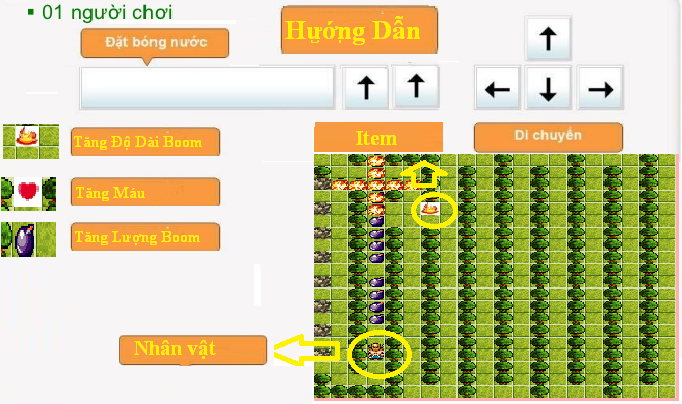 ▪ 01 người chơi
Đặt bóng nước
Hướng Dẫn
Tăng Độ Dài Boom
Item
Di chuyển
Tăng Máu
Tăng Lượng Boom
Nhân vật